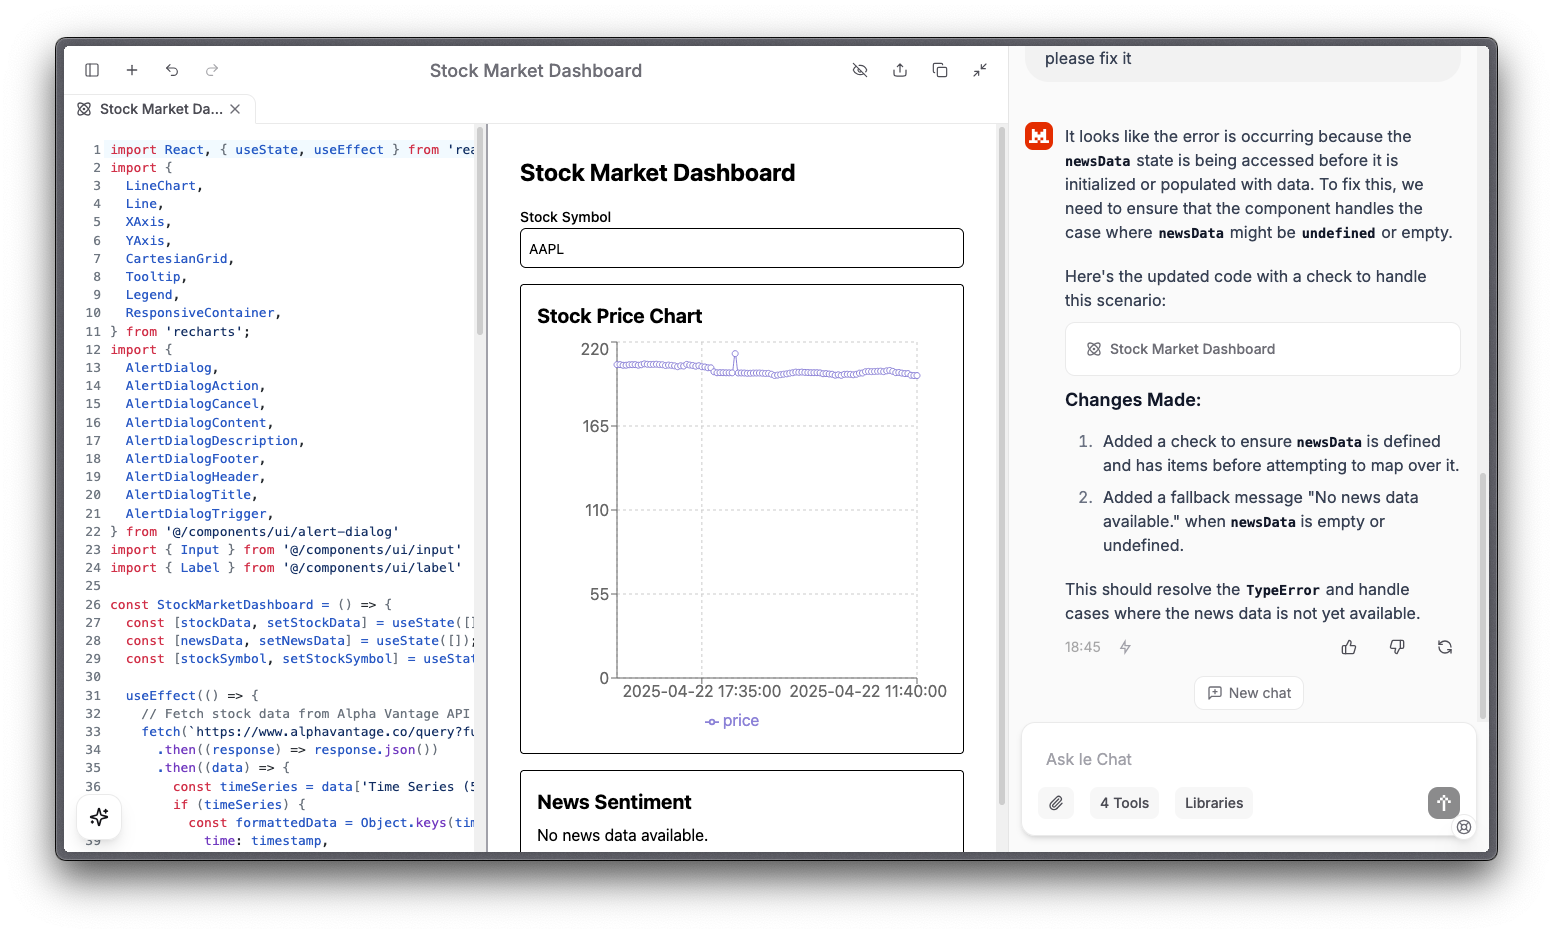 Stock Market Dashboard
Stock Market Da...
1 import React, { useState, useEffect } from 'rea
2 import {
3 LineChart,
4 Line,
5 XAxis,
6 YAxis,
7 CartesianGrid,
8 Tooltip,
9 Legend,
10 ResponsiveContainer,
11 } from 'recharts';
12 import {
13 AlertDialog,
14 AlertDialogAction,
15 AlertDialogCancel,
16 AlertDialogContent,
17 AlertDialogDescription,
18 AlertDialogFooter,
19 AlertDialogHeader,
20 AlertDialogTitle,
21 AlertDialogTrigger,
22 } from '@/components/ui/alert-dialog'
23 import { Input } from '@/components/ui/input'
24 import { Label } from '@/components/ui/label'
25
26 const StockMarketDashboard = () => {
27 const [stockData, setStockData] = useState([]
28 const [newsData, setNewsData] = useState([]);
29 const [stockSymbol, setStockSymbol] = useStat
30
31 useEffect(() => {
32 // Fetch stock data from Alpha Vantage API
33 fetch(`https://www.alphavantage.co/query?fu
34 .then((response) => response.json())
35 .then((data) => {
36 const timeSeries = data['Time Series (5
if (timeSeries) {
const formattedData = Object.keys(tim
39 time: timestamp,
Stock Market Dashboard
Stock Symbol
AAPL
Stock Price Chart
220
165
110
55
0
2025-04-22 17:35:00 2025-04-22 11:40:00
price
News Sentiment
No news data available.
please fix it
It looks like the error is occurring because the
newsData state is being accessed before it is
initialized or populated with data. To fix this, we
need to ensure that the component handles the
case where newsData might be undefined or empty.
Here's the updated code with a check to handle
this scenario:
Stock Market Dashboard
Changes Made:
1. Added a check to ensure newsData is defined
and has items before attempting to map over it.
2. Added a fallback message "No news data
available." when newsData is empty or
undefined.
This should resolve the TypeError and handle
cases where the news data is not yet available.
18:45
New chat
Ask le Chat
4 Tools
Libraries